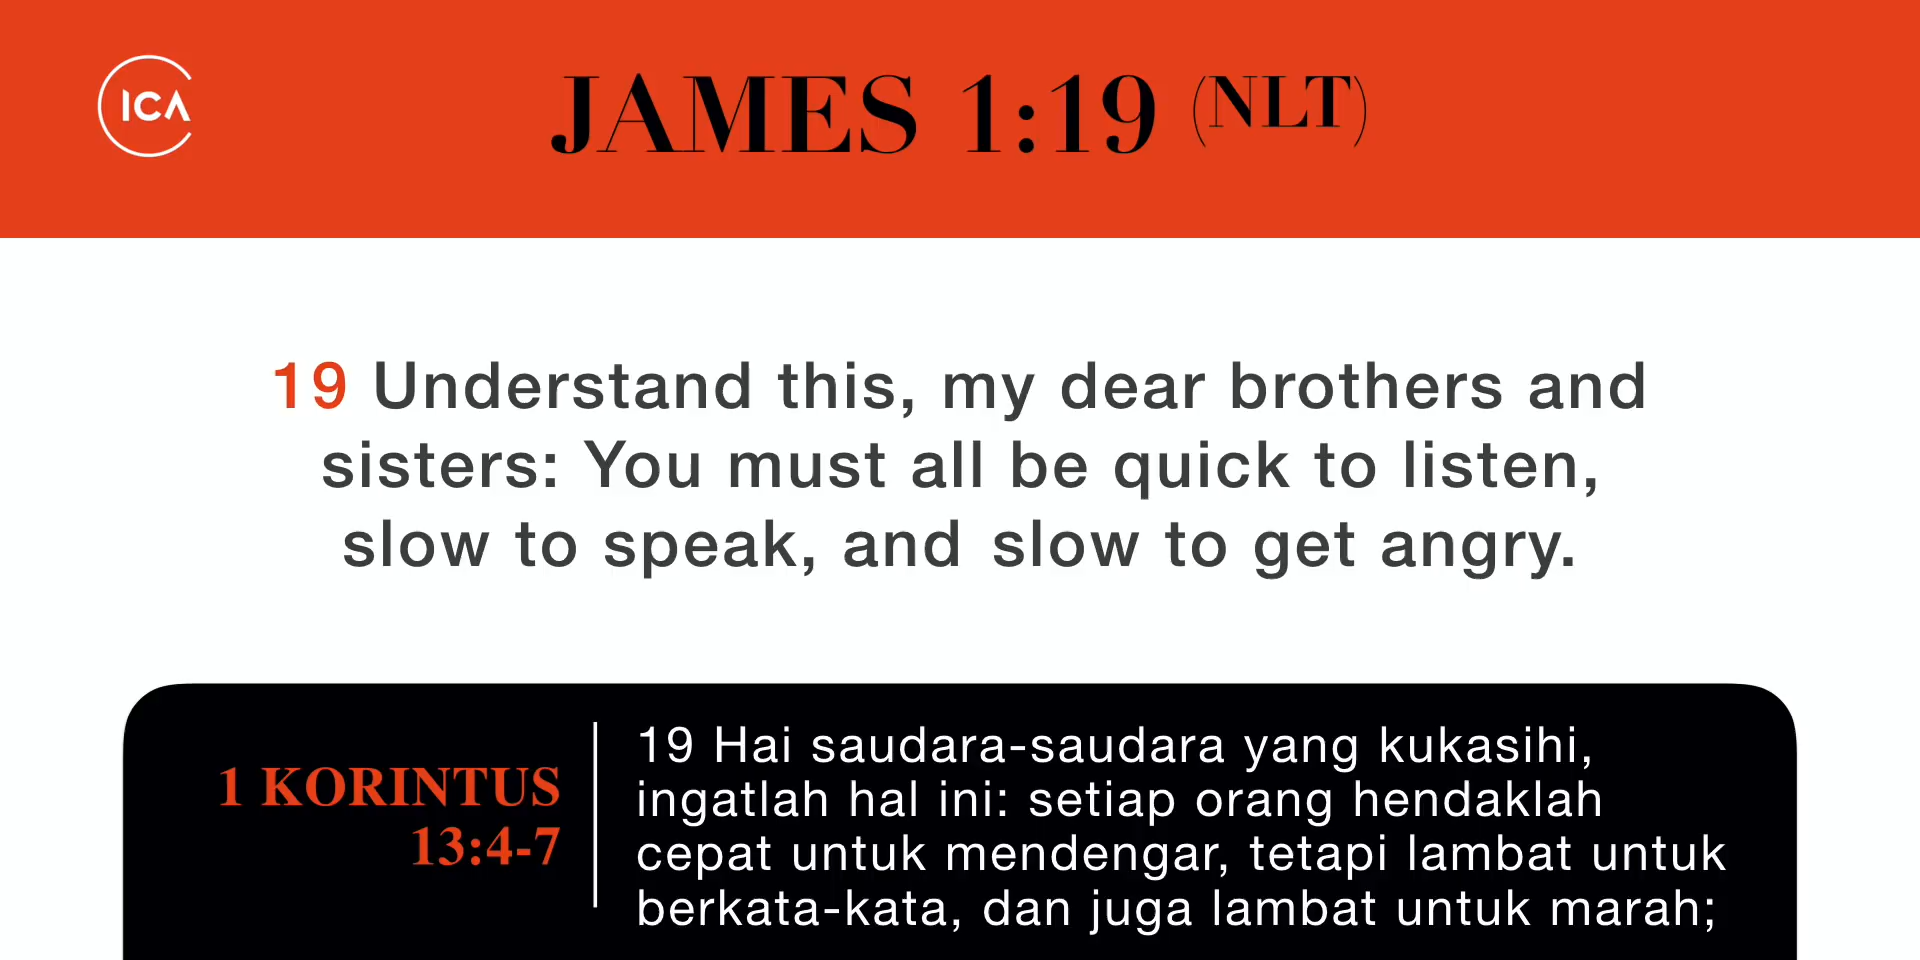 ICA
JAMES 1:19 (NLT)
19 Understand this, my dear brothers and
sisters: You must all be quick to listen,
slow to speak, and slow to get angry.
1 KORINTUS
13:4-7
19 Hai saudara-saudara yang kukasihi,
ingatlah hal ini: setiap orang hendaklah
cepat untuk mendengar, tetapi lambat untuk
berkata-kata, dan juga lambat untuk marah;